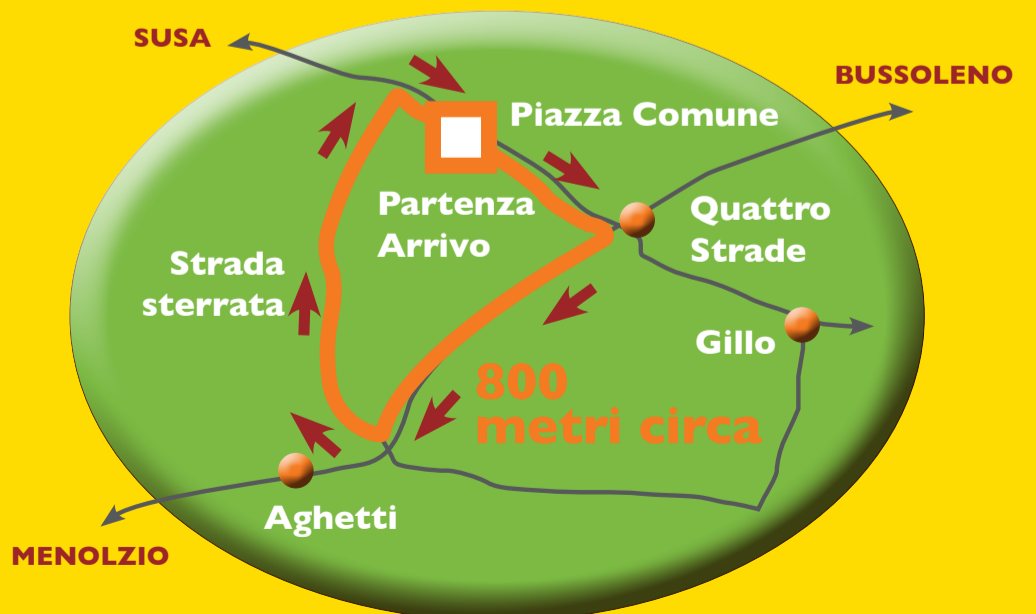 SUSA
BUSSOLENO
Piazza Comune
Partenza
Arrivo
Quattro
Strade
Strada
sterrata
Gillo
800
metri circa
Aghetti
MENOLZIO